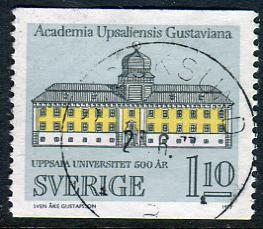 Academia Upsaliensis Gustaviana
UPPSALA UNIVERSITET 500 ÅR
1.10
SVERIGE
SVEN ÅKE GUSTAFSSON